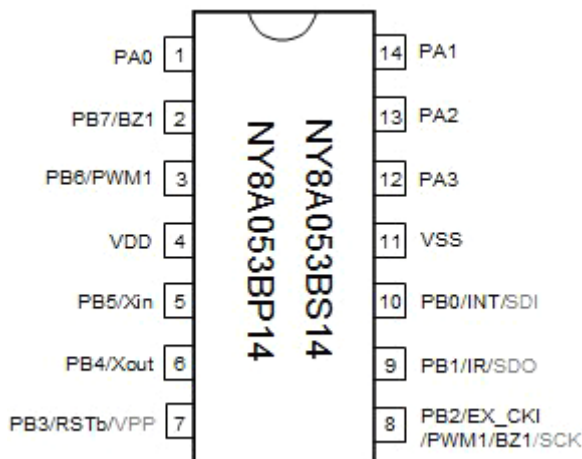 PA0 1
14 PA1
PB7/BZ1 2
13 PA2
PB6/PWM1 3
12 PA3
VDD 4
11 VSS
PB5/Xin 5
10 PB0/INT/SDI
PB4/Xout 6
9 PB1/IR/SDO
PB3/RSTb/VPP 7
8 PB2/EX_CKI
/PWM1/BZ1/SCK
NY8A053BP14
NY8A053BS14